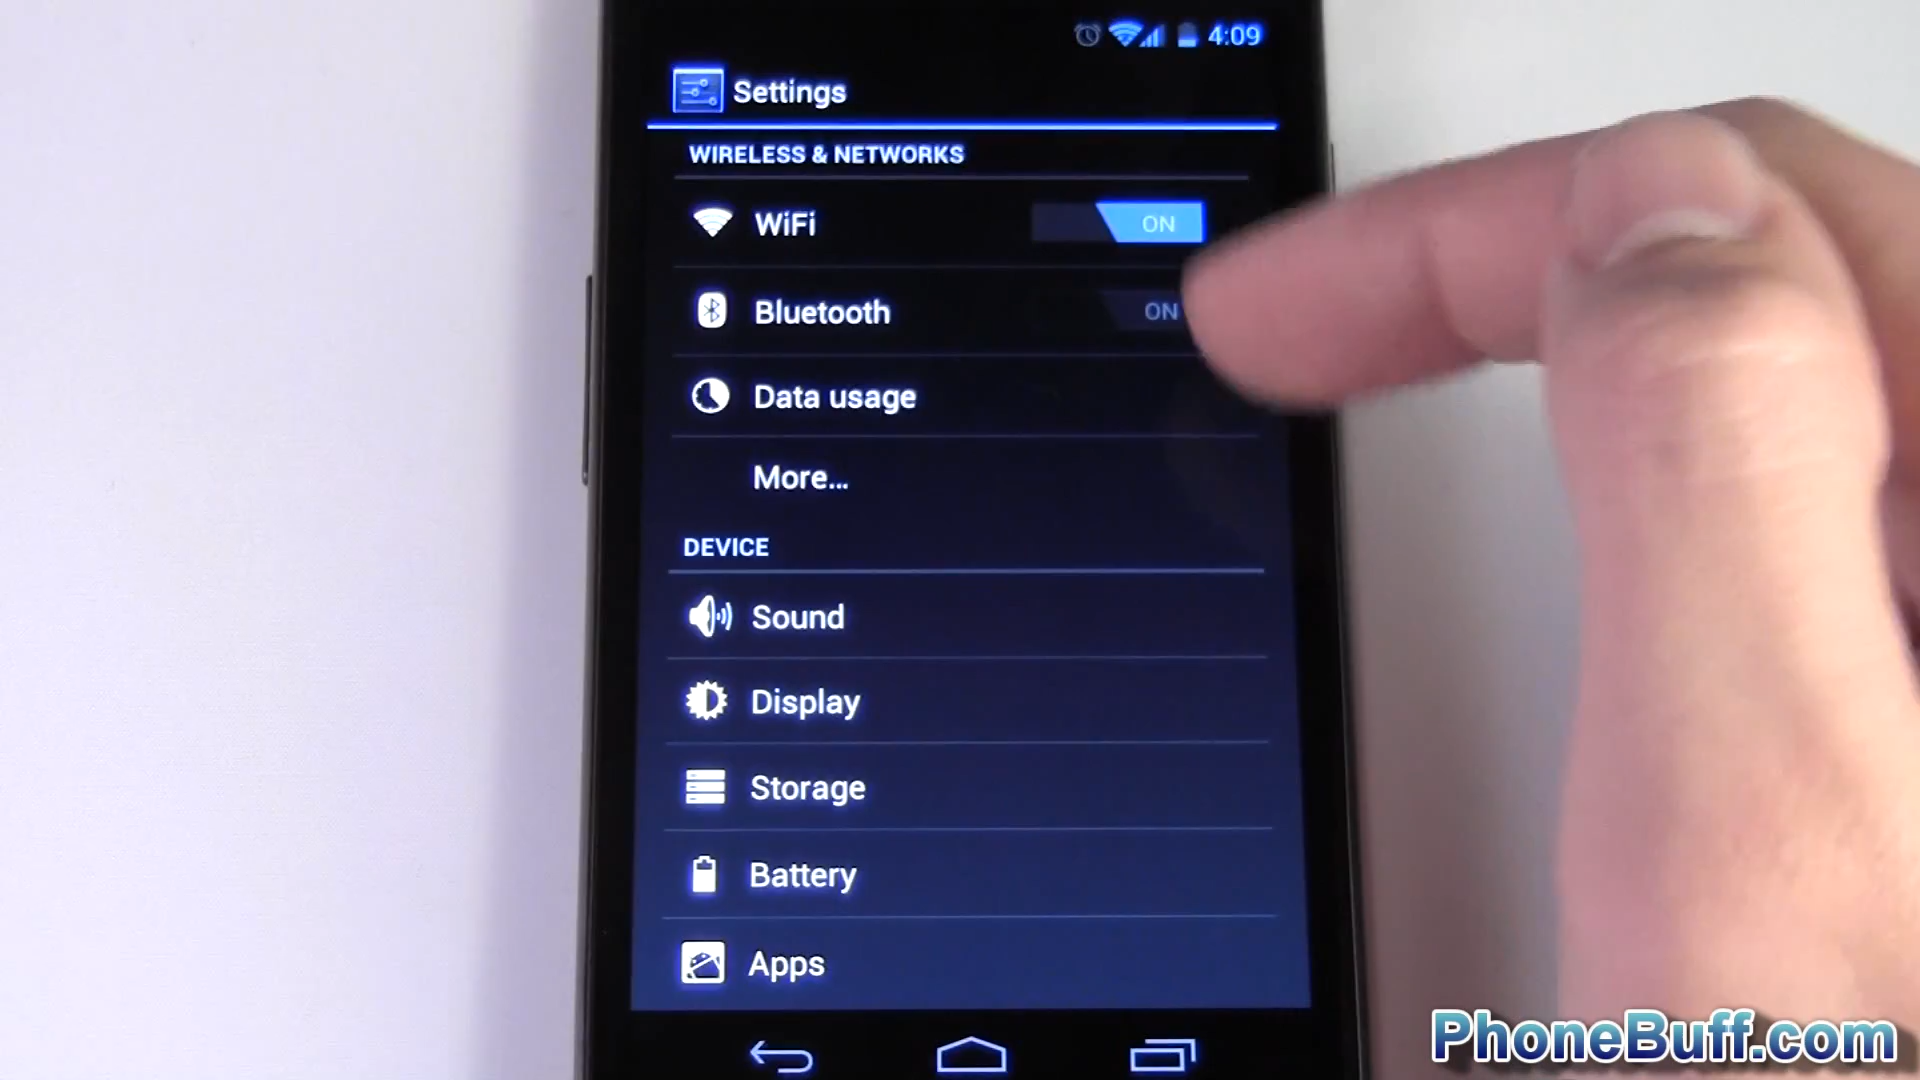 4:09
Settings
WIRELESS & NETWORKS
WiFi ON
Bluetooth ON
Data usage
More...
DEVICE
Sound
Display
Storage
Battery
Apps
PhoneBuff.com